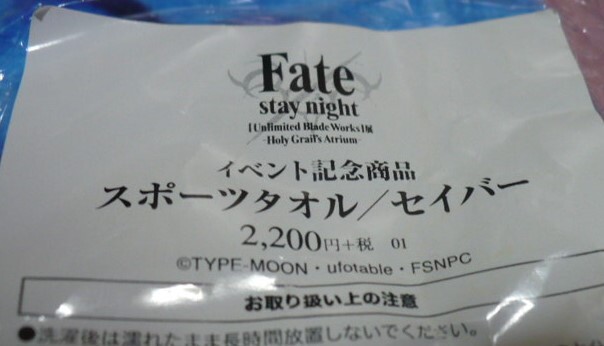 Fate
stay night
[Unlimited Blade Works]展
-Holy Grail's Atrium-
イベント記念商品
スポーツタオル／セイバー
2,200円+税 01
©TYPE-MOON・ufotable・FSNPC
お取り扱い上の注意
●洗濯後は濡れたまま長時間放置しないでください。